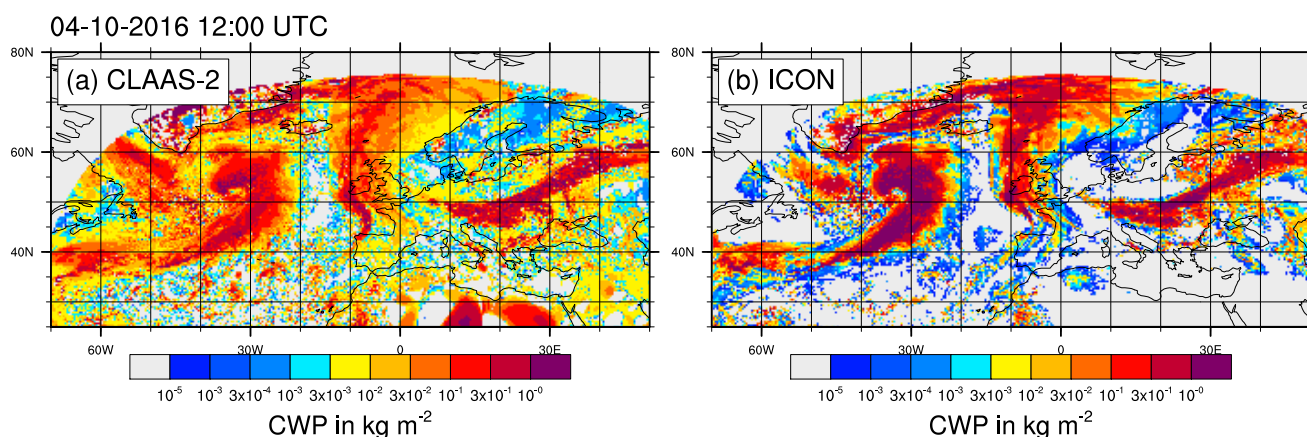 04-10-2016 12:00 UTC
80N 80N
(a) CLAAS-2 (b) ICON
60N 60N
40N 40N
60W 30W 0 30E 60W 30W 0 30E
10⁻⁵ 10⁻³ 3x10⁻⁴ 10⁻³ 3x10⁻³ 10⁻² 3x10⁻² 10⁻¹ 3x10⁻¹ 10⁻⁰ 10⁻⁵ 10⁻³ 3x10⁻⁴ 10⁻³ 3x10⁻³ 10⁻² 3x10⁻² 10⁻¹ 3x10⁻¹ 10⁻⁰
CWP in kg m⁻² CWP in kg m⁻²